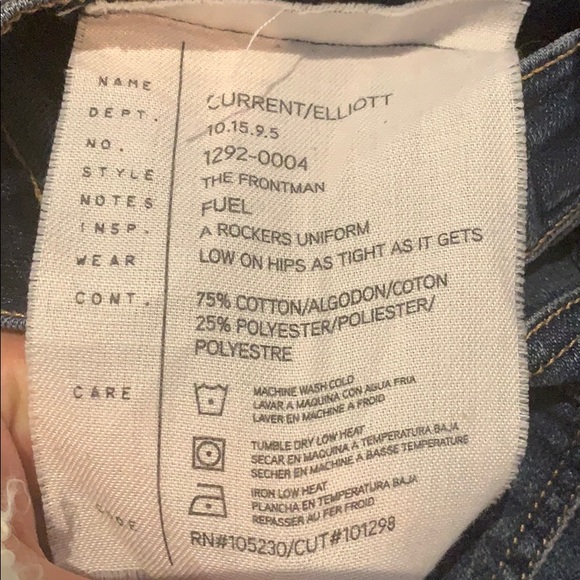 NAME CURRENT/ELLIOTT
DEPT. 10.15.9.5
NO. 1292-0004
STYLE THE FRONTMAN
NOTES FUEL
INSP. A ROCKERS UNIFORM
WEAR LOW ON HIPS AS TIGHT AS IT GETS
CONT. 75% COTTON/ALGODON/COTON
25% POLYESTER/POLIESTER/
POLYESTRE
CARE MACHINE WASH COLD
LAVAR A MAQUINA CON AGUA FRIA
LAVER EN MACHINE A FROID
TUMBLE DRY LOW HEAT
SECAR EN MAQUINA A TEMPERATURA BAJA
SECHER EN MACHINE A BASSE TEMPERATURE
IRON LOW HEAT
PLANCHA EN TEMPERATURA BAJA
REPASSER AU FER FROID
RN#105230/CUT#101298